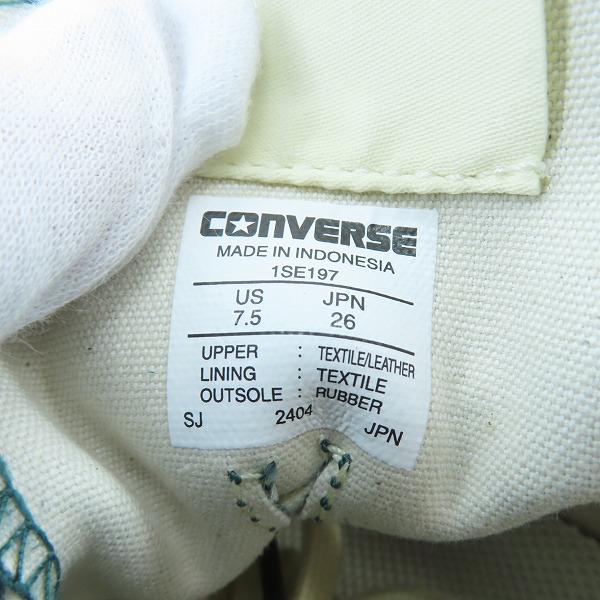 CONVERSE
MADE IN INDONESIA
1SE197
US JPN
7.5 26
UPPER : TEXTILE/LEATHER
LINING : TEXTILE
OUTSOLE : RUBBER
SJ 2404 JPN